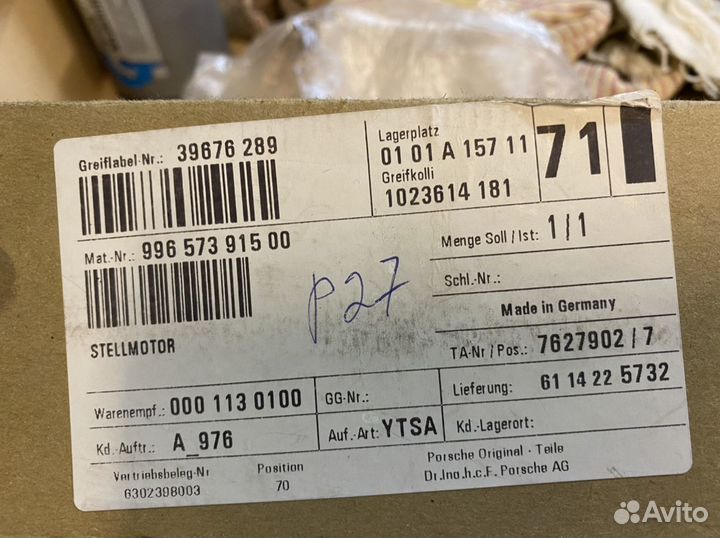 Greiflabel-Nr.: 39676 289
Lagerplatz
01 01 A 157 11
Greifkolli
1023614 181
71
Mat.-Nr.: 996 573 915 00
Menge Soll / Ist: 1 / 1
Schl.-Nr.:
P27
Made in Germany
STELLMOTOR
TA-Nr / Pos.: 7627902 / 7
Warenempf.: 000 113 0100
GG-Nr.:
Lieferung: 61 14 22 5732
Kd.-Auftr.: A_976
Auf.-Art: YTSA
Kd.-Lagerort:
Vertriebsbeleg-Nr
Position
Porsche Original - Teile
6302398003
70
Dr.Ing.h.c.F. Porsche AG
Avito